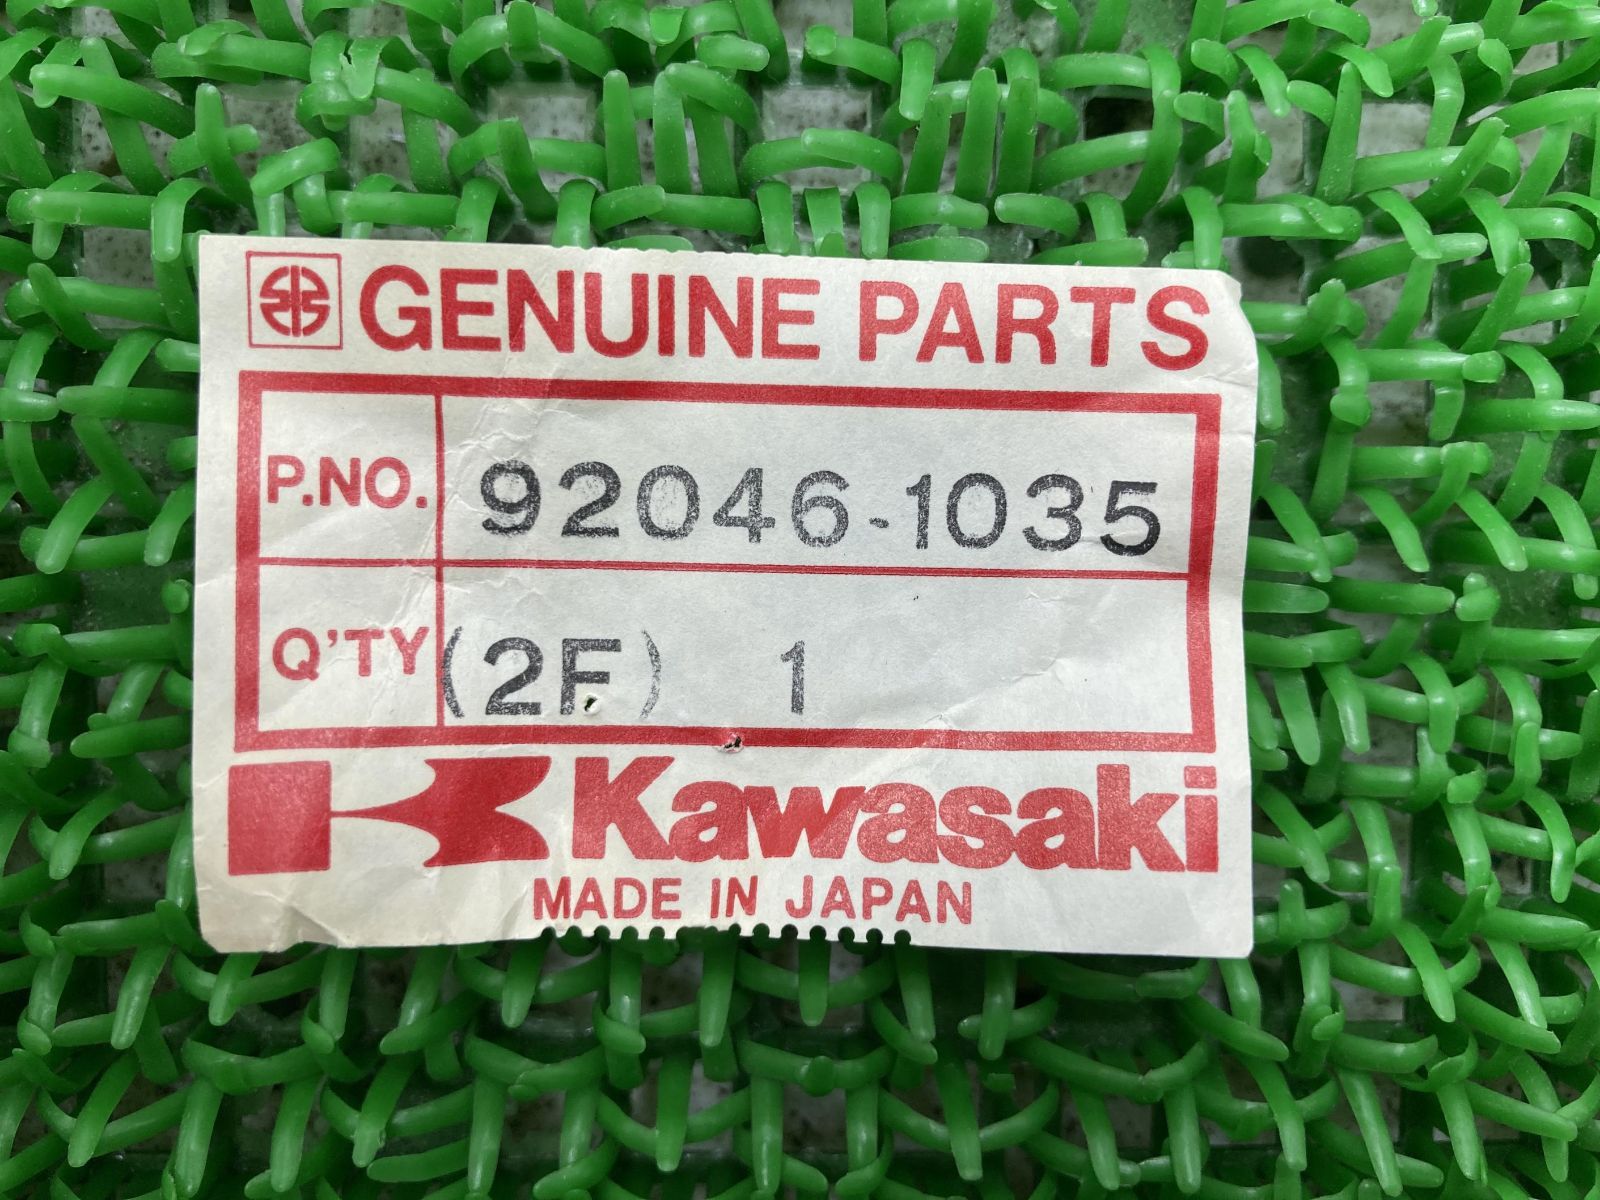 GENUINE PARTS
P.NO. 92046-1035
Q'TY (2F) 1
Kawasaki
MADE IN JAPAN